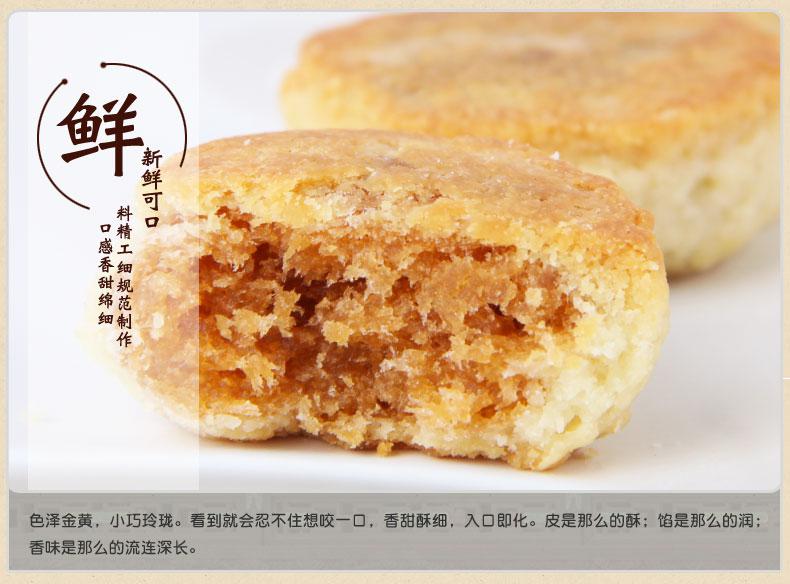 鲜
新鲜可口
料精工细规范制作
口感香甜绵细
色泽金黄，小巧玲珑。看到就会忍不住想咬一口，香甜酥细，入口即化。皮是那么的酥；馅是那么的润；
香味是那么的流连深长。